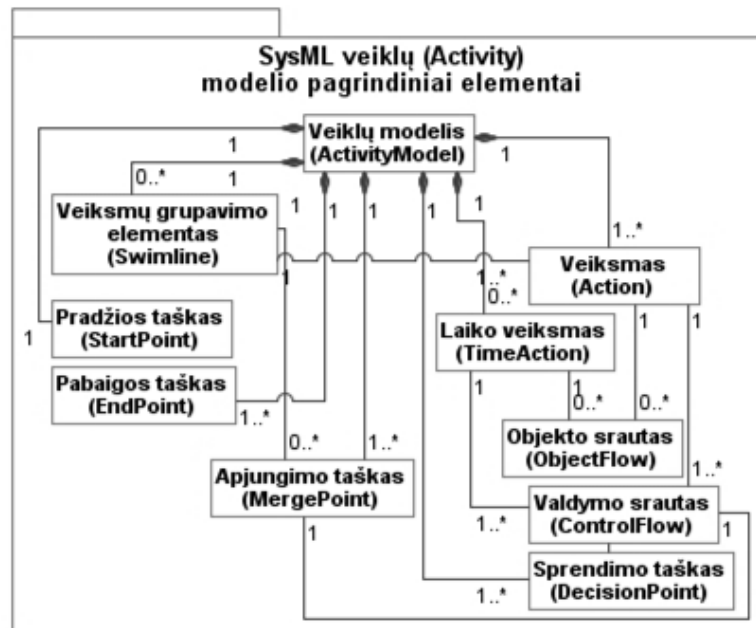 SysML veiklų (Activity)
modelio pagrindiniai elementai
Veiklų modelis
(ActivityModel)
1
1
0..*
1
1
1
1
1
1
1..*
Veiksmų grupavimo
elementas
(Swimline)
1
1..*
0..*
Veiksmas
(Action)
1
1
Pradžios taškas
(StartPoint)
1
Laiko veiksmas
(TimeAction)
1
1
0..*
0..*
Pabaigos taškas
(EndPoint)
1..*
0..*
1..*
Objekto srautas
(ObjectFlow)
1..*
Apjungimo taškas
(MergePoint)
1
Valdymo srautas
(ControlFlow)
1..*
1
Sprendimo taškas
(DecisionPoint)
1..*